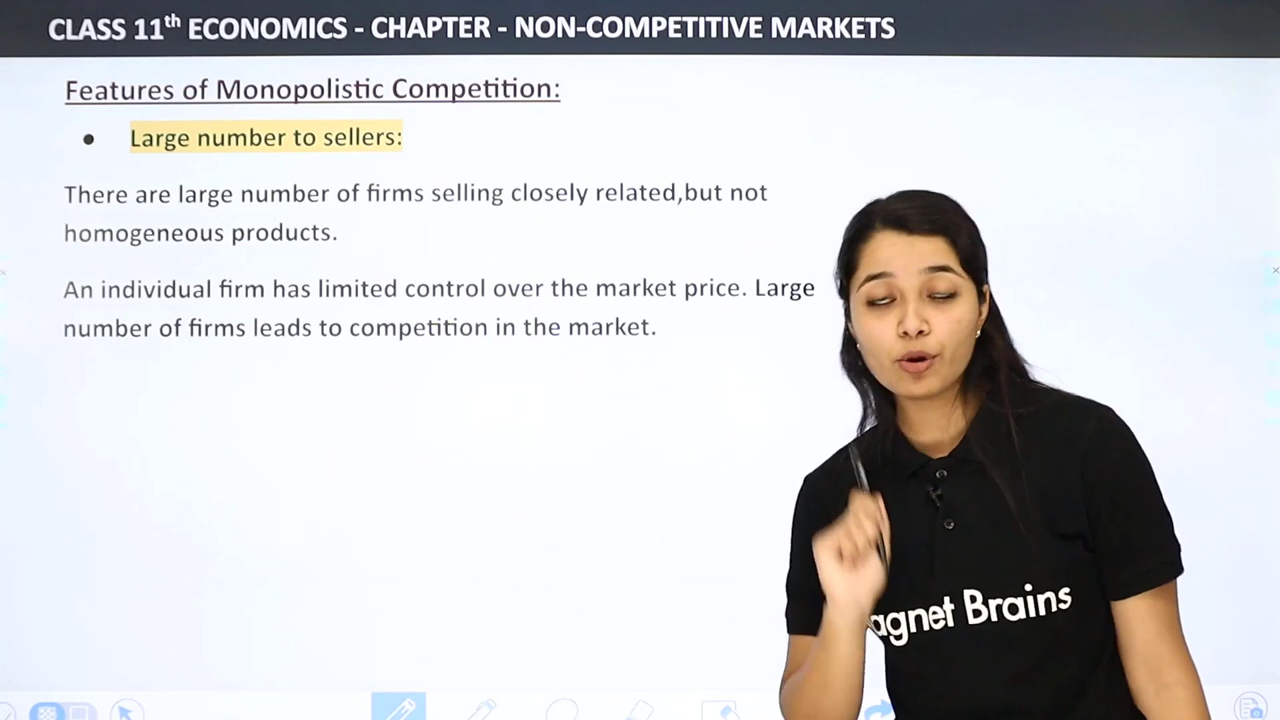 CLASS 11th ECONOMICS - CHAPTER - NON-COMPETITIVE MARKETS
Features of Monopolistic Competition:
• Large number to sellers:
There are large number of firms selling closely related,but not
homogeneous products.
An individual firm has limited control over the market price. Large
number of firms leads to competition in the market.
agnet Brains